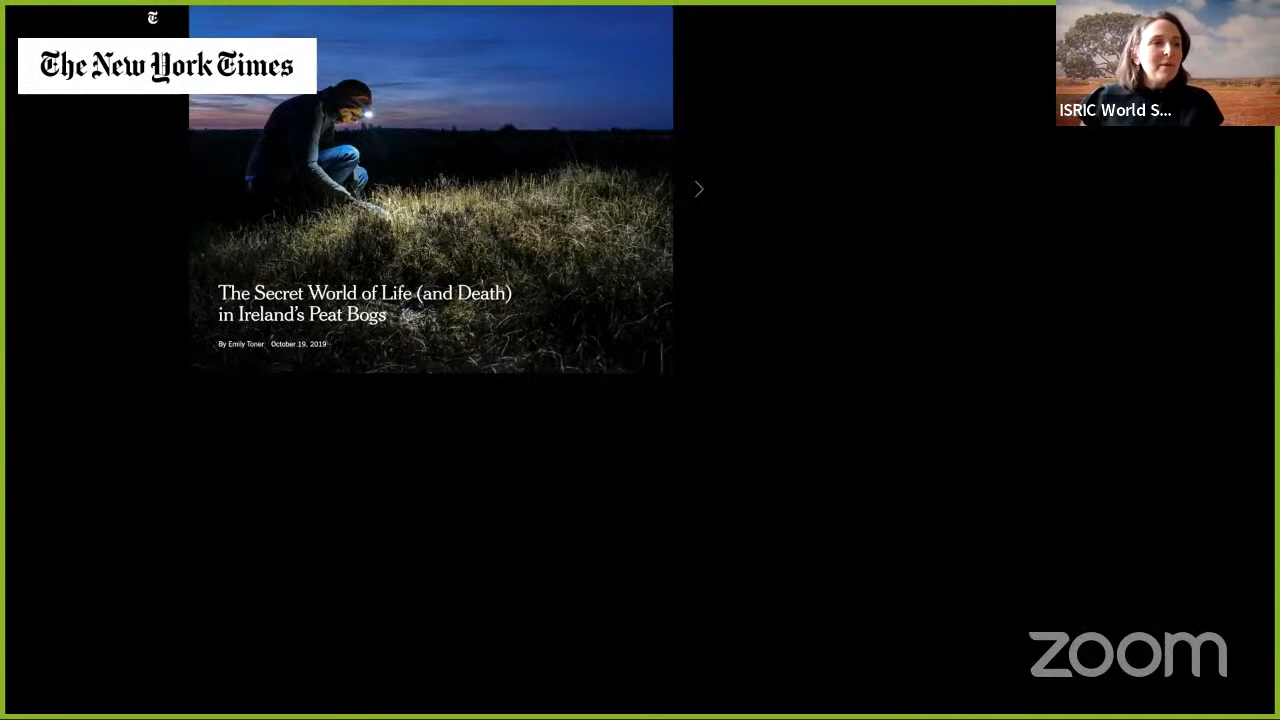 T
The New York Times
ISRIC World S...
The Secret World of Life (and Death)
in Ireland's Peat Bogs
By Emily Toner October 19, 2019
zoom